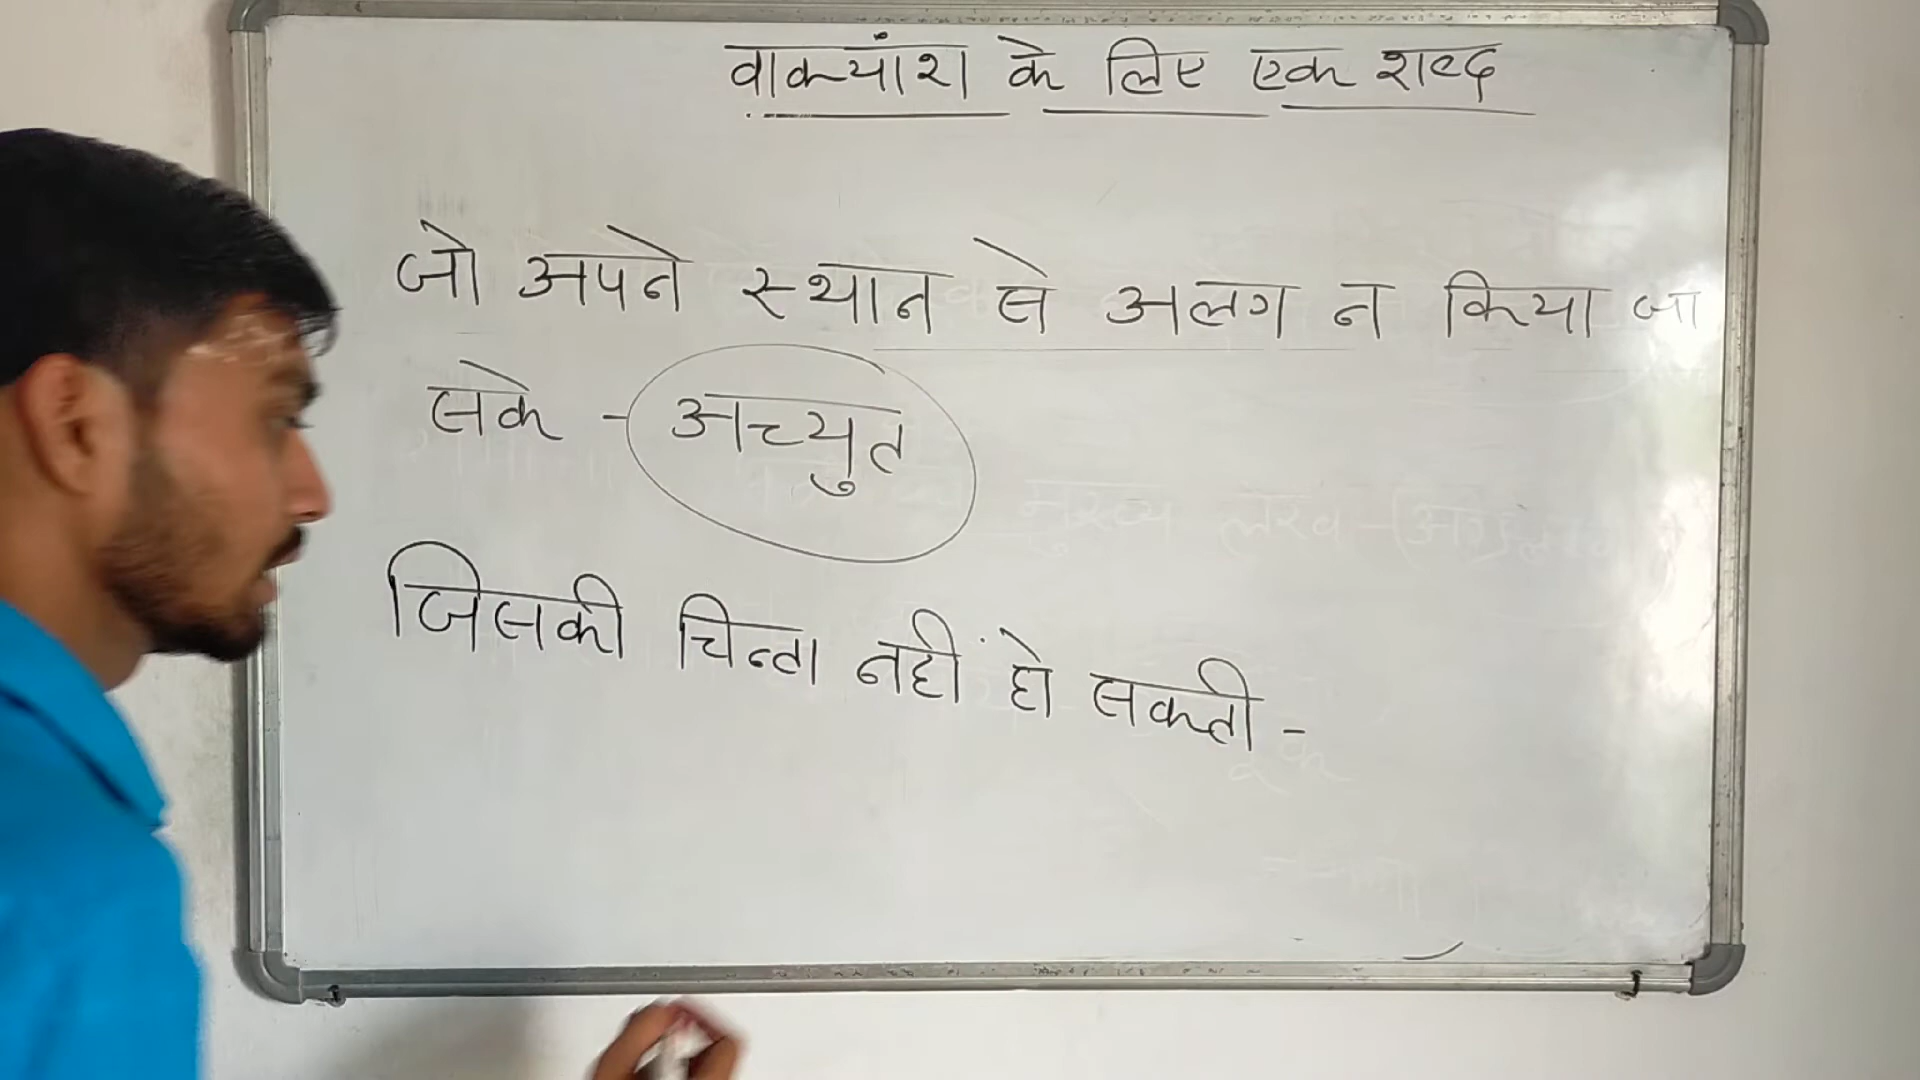 वाक्यांश के लिए एक शब्द
जो अपने स्थान से अलग न किया जा
सके - अच्युत
जिसकी चिन्ता नहीं हो सकती -